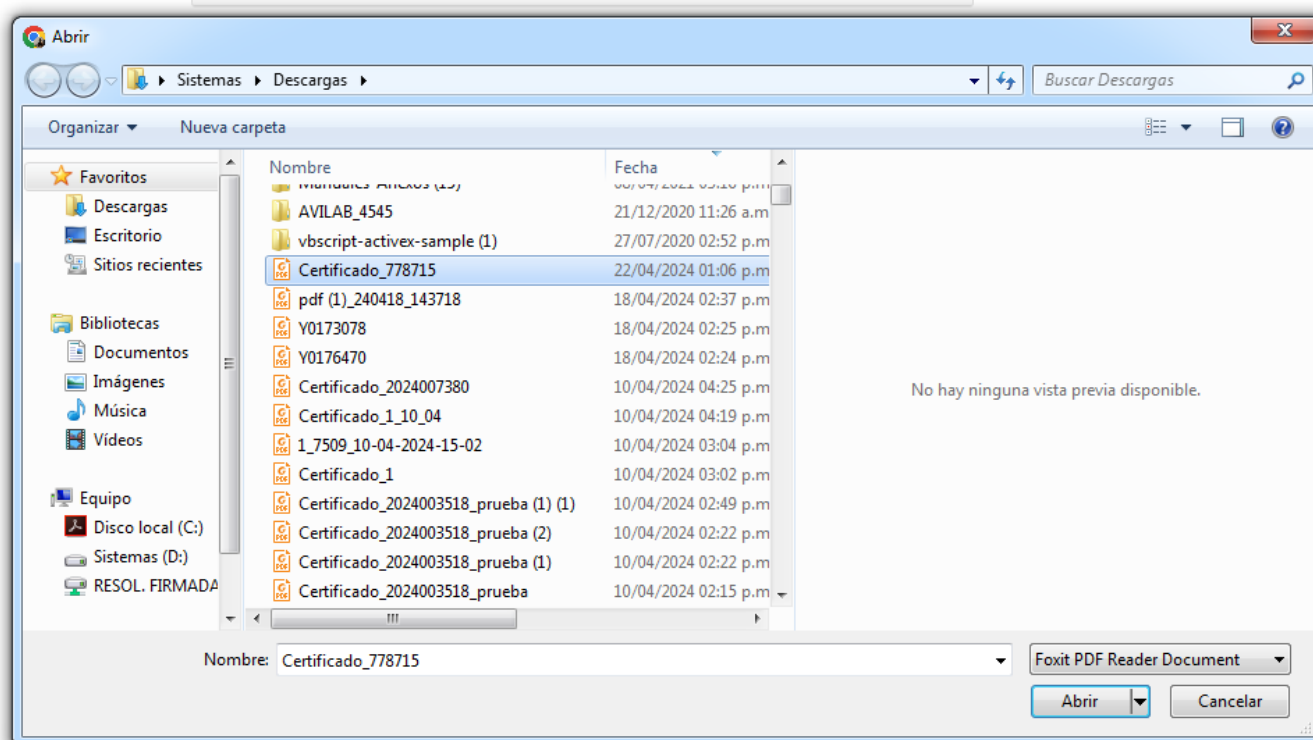 Abrir
Sistemas Descargas
Buscar Descargas
Organizar Nueva carpeta
Favoritos
Descargas
Escritorio
Sitios recientes
Bibliotecas
Documentos
Imágenes
Música
Vídeos
Equipo
Disco local (C:)
Sistemas (D:)
RESOL. FIRMADA
Nombre Fecha
AVILAB_4545 21/12/2020 11:26 a.m
vbscript-activex-sample (1) 27/07/2020 02:52 p.m
Certificado_778715 22/04/2024 01:06 p.m
pdf (1)_240418_143718 18/04/2024 02:37 p.m
Y0173078 18/04/2024 02:25 p.m
Y0176470 18/04/2024 02:24 p.m
Certificado_2024007380 10/04/2024 04:25 p.m
Certificado_1_10_04 10/04/2024 04:19 p.m
1_7509_10-04-2024-15-02 10/04/2024 03:04 p.m
Certificado_1 10/04/2024 03:02 p.m
Certificado_2024003518_prueba (1) (1) 10/04/2024 02:49 p.m
Certificado_2024003518_prueba (2) 10/04/2024 02:22 p.m
Certificado_2024003518_prueba (1) 10/04/2024 02:22 p.m
Certificado_2024003518_prueba 10/04/2024 02:15 p.m
No hay ninguna vista previa disponible.
Nombre: Certificado_778715
Foxit PDF Reader Document
Abrir Cancelar